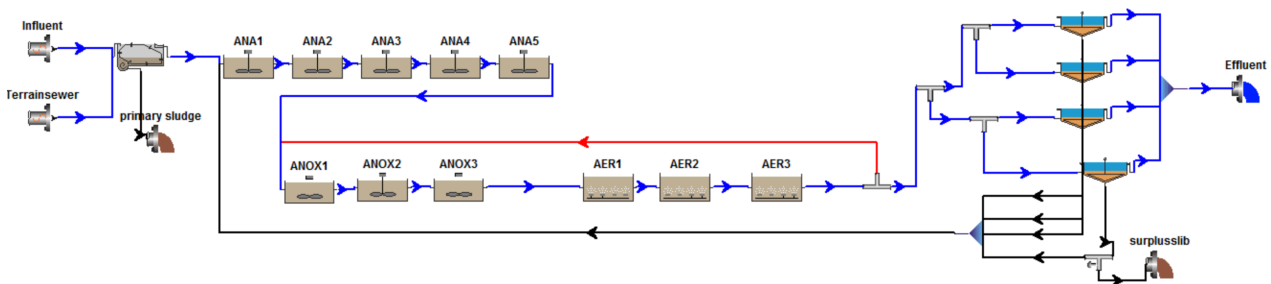 Influent
Terrainsewer
primary sludge
ANA1
ANA2
ANA3
ANA4
ANA5
ANOX1
ANOX2
ANOX3
AER1
AER2
AER3
Effluent
surplusslib